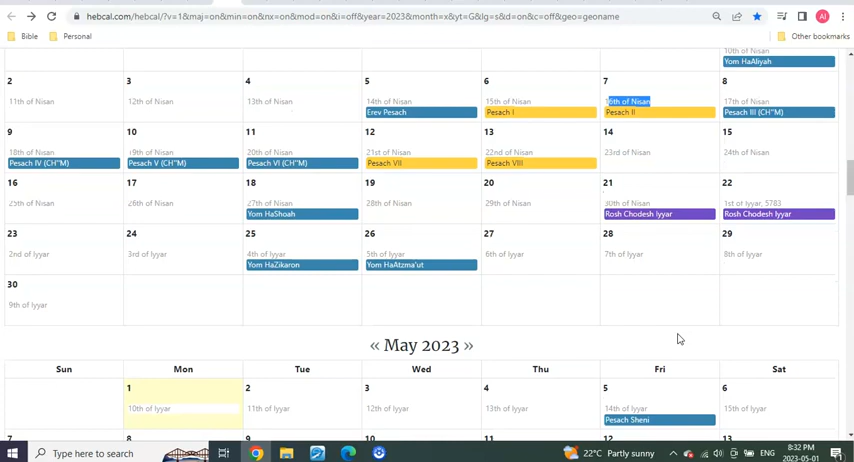 hebcal.com/hebcal/?v=1&maj=on&min=on&nx=on&mod=on&i=off&year=2023&month=x&yt=G&lg=s&d=on&c=off&geo=geoname
AI
Bible Personal Other bookmarks
10th of Nisan
Yom HaAliyah
2 3 4 5 6 7 8
11th of Nisan 12th of Nisan 13th of Nisan 14th of Nisan 15th of Nisan 16th of Nisan 17th of Nisan
Erev Pesach Pesach I Pesach II Pesach III (CH''M)
9 10 11 12 13 14 15
18th of Nisan 19th of Nisan 20th of Nisan 21st of Nisan 22nd of Nisan 23rd of Nisan 24th of Nisan
Pesach IV (CH''M) Pesach V (CH''M) Pesach VI (CH''M) Pesach VII Pesach VIII
16 17 18 19 20 21 22
25th of Nisan 26th of Nisan 27th of Nisan 28th of Nisan 29th of Nisan 30th of Nisan 1st of Iyyar, 5783
Yom HaShoah Rosh Chodesh Iyyar Rosh Chodesh Iyyar
23 24 25 26 27 28 29
2nd of Iyyar 3rd of Iyyar 4th of Iyyar 5th of Iyyar 6th of Iyyar 7th of Iyyar 8th of Iyyar
Yom HaZikaron Yom HaAtzma'ut
30
9th of Iyyar
« May 2023 »
Sun Mon Tue Wed Thu Fri Sat
1 2 3 4 5 6
10th of Iyyar 11th of Iyyar 12th of Iyyar 13th of Iyyar 14th of Iyyar 15th of Iyyar
Pesach Sheni
7 8 9 10 11 12 13
Type here to search
22°C Partly sunny
ENG
8:32 PM
2023-05-01